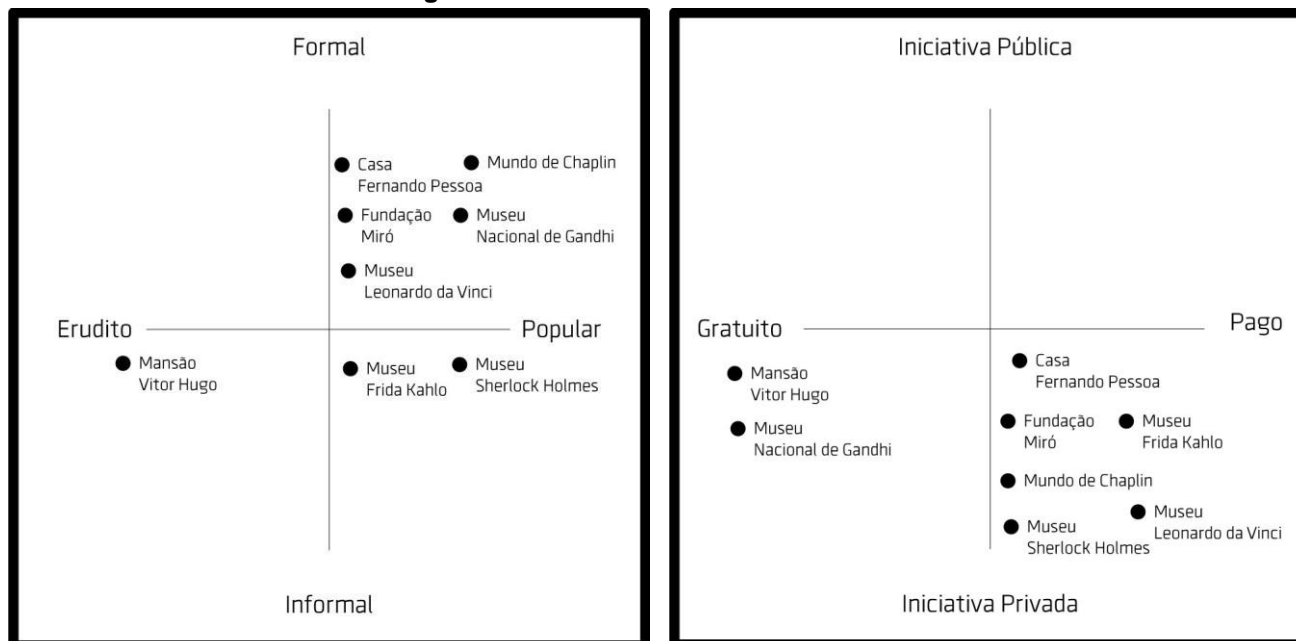 Formal
Casa
Fernando Pessoa
Mundo de Chaplin
Fundação
Miró
Museu
Nacional de Gandhi
Museu
Leonardo da Vinci
Erudito
Popular
Mansão
Vitor Hugo
Museu
Frida Kahlo
Museu
Sherlock Holmes
Informal
Iniciativa Pública
Gratuito
Pago
Mansão
Vitor Hugo
Casa
Fernando Pessoa
Museu
Nacional de Gandhi
Fundação
Miró
Museu
Frida Kahlo
Mundo de Chaplin
Museu
Sherlock Holmes
Museu
Leonardo da Vinci
Iniciativa Privada